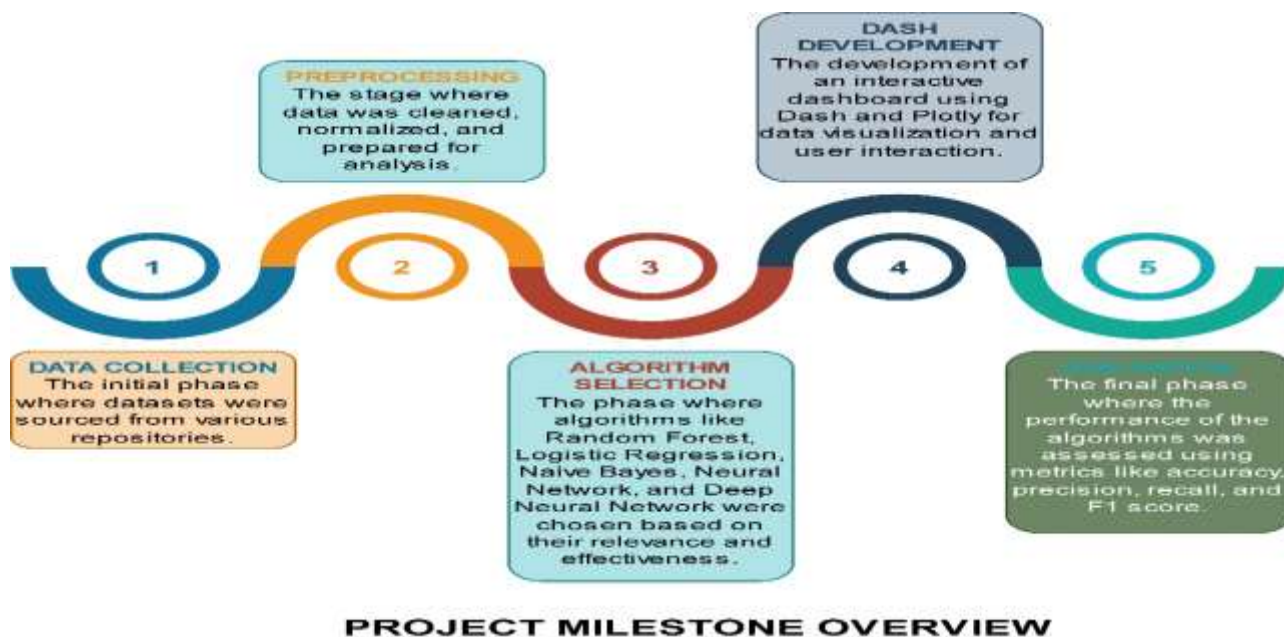 1
DATA COLLECTION
The initial phase
where datasets were
sourced from various
repositories.
2
PREPROCESSING
The stage where
data was cleaned,
normalized, and
prepared for
analysis.
3
ALGORITHM
SELECTION
The phase where
algorithms like
Random Forest,
Logistic Regression,
Naive Bayes, Neural
Network, and Deep
Neural Network were
chosen based on
their relevance and
effectiveness.
4
DASH
DEVELOPMENT
The development of
an interactive
dashboard using
Dash and Plotly for
data visualization and
user interaction.
5
The final phase
where the
performance of the
algorithms was
assessed using
metrics like accuracy,
precision, recall, and
F1 score.
PROJECT MILESTONE OVERVIEW